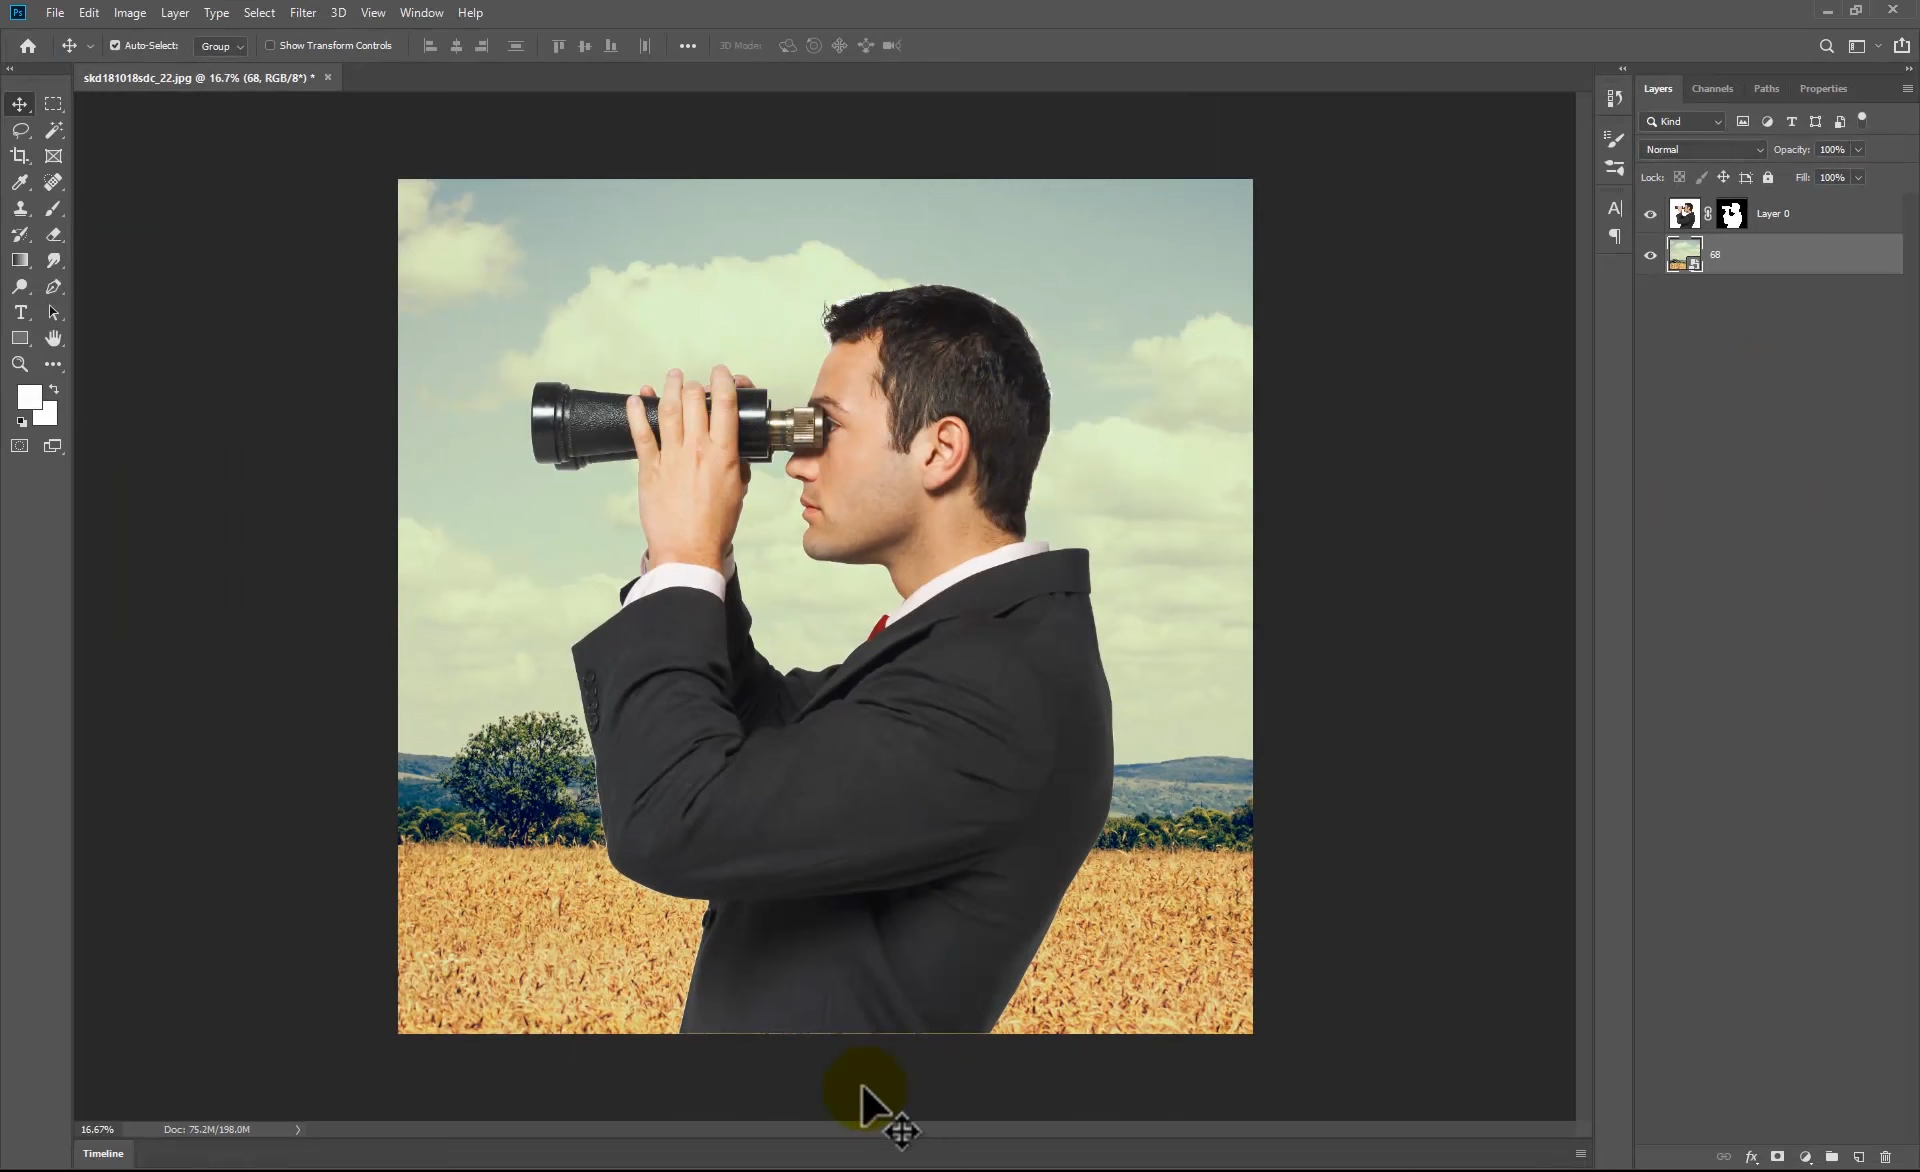 Ps File Edit Image Layer Type Select Filter 3D View Window Help
Auto-Select: Group Show Transform Controls 3D Mode:
skd181018sdc_22.jpg @ 16.7% (68, RGB/8*) * ×
Layers Channels Paths Properties
Kind
Normal Opacity: 100%
Lock: Fill: 100%
Layer 0
68
16.67% Doc: 75.2M/198.0M
Timeline
fx